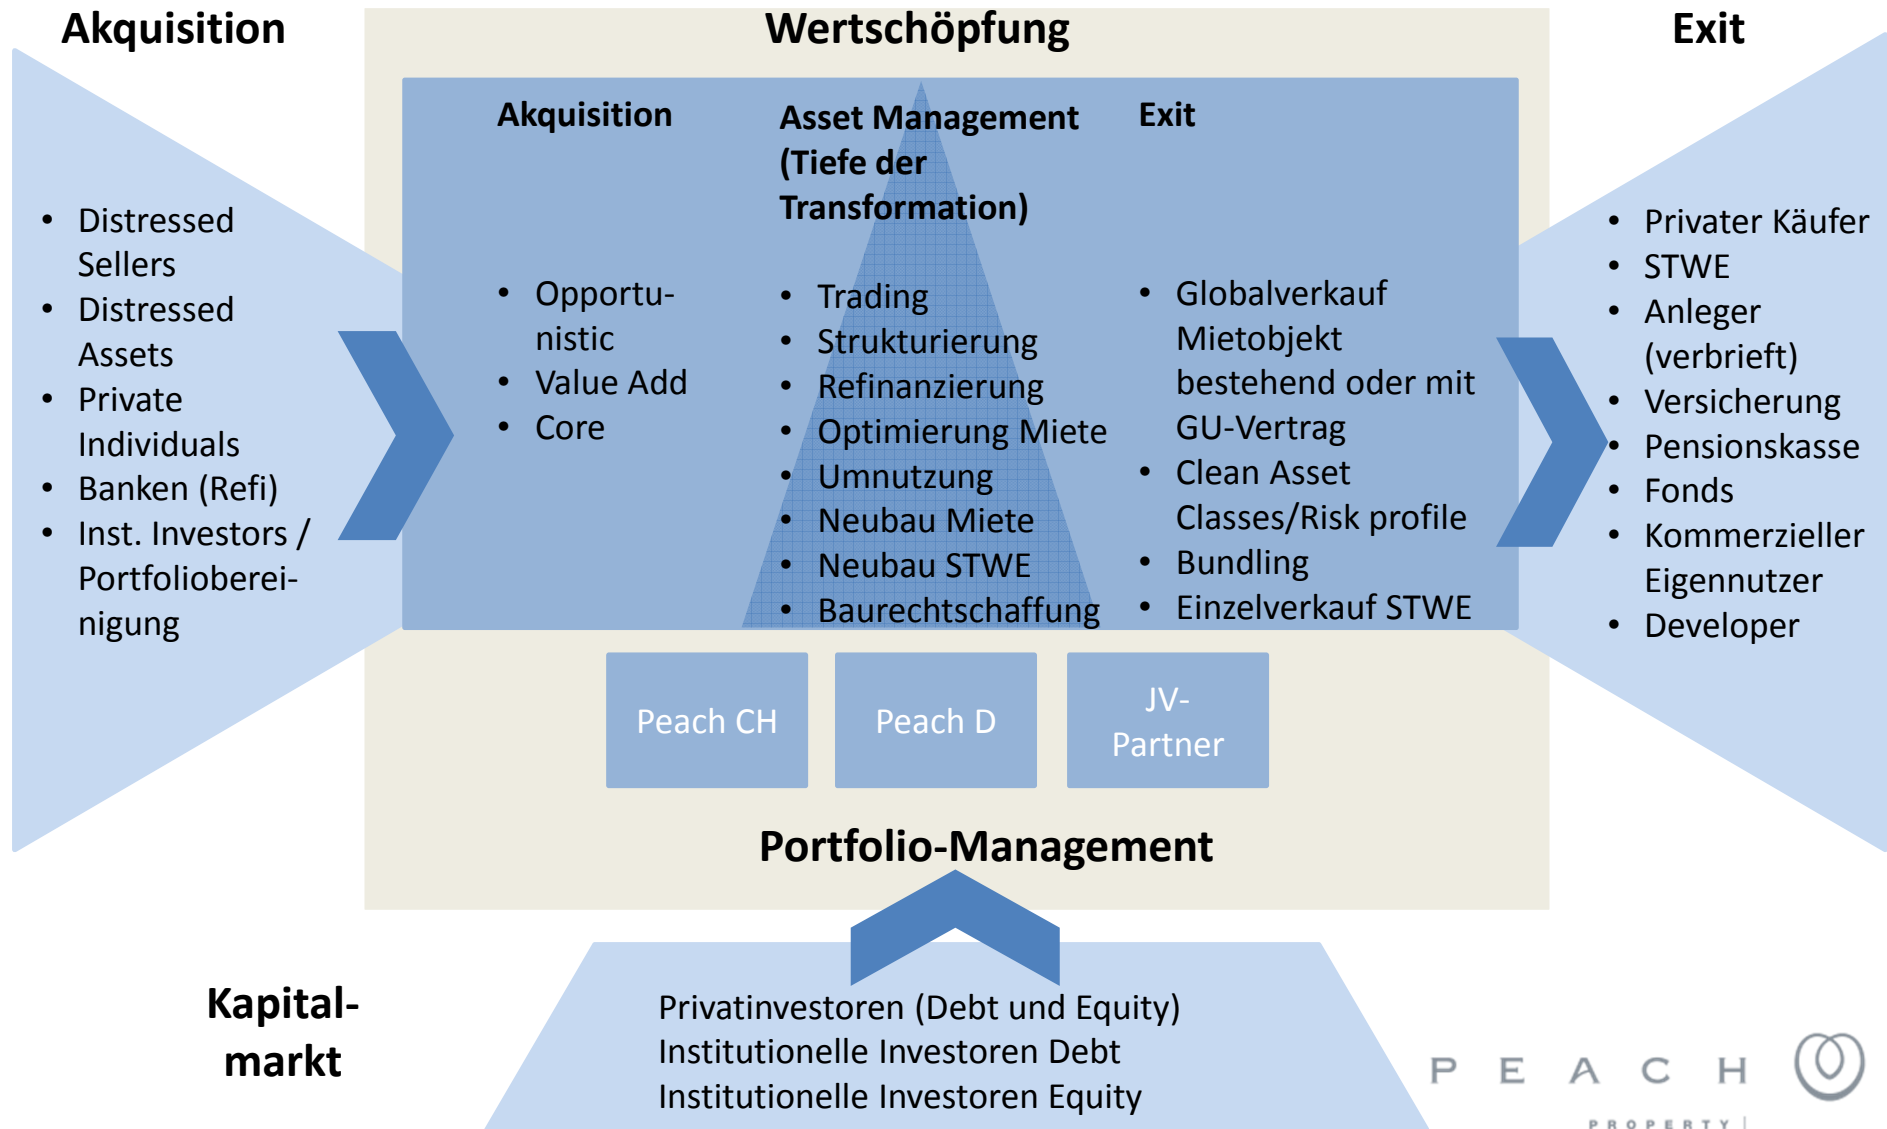 Akquisition
Wertschöpfung
Exit
• Distressed
Sellers
• Distressed
Assets
• Private
Individuals
• Banken (Refi)
• Inst. Investors /
Portfolioberei-
nigung
Akquisition
• Opportu-
nistic
• Value Add
• Core
Asset Management
(Tiefe der
Transformation)
• Trading
• Strukturierung
• Refinanzierung
• Optimierung Miete
• Umnutzung
• Neubau Miete
• Neubau STWE
• Baurechtschaffung
Exit
• Globalverkauf
Mietobjekt
bestehend oder mit
GU-Vertrag
• Clean Asset
Classes/Risk profile
• Bundling
• Einzelverkauf STWE
• Privater Käufer
• STWE
• Anleger
(verbrieft)
• Versicherung
• Pensionskasse
• Fonds
• Kommerzieller
Eigennutzer
• Developer
Peach CH
Peach D
JV-
Partner
Portfolio-Management
Kapital-
markt
Privatinvestoren (Debt und Equity)
Institutionelle Investoren Debt
Institutionelle Investoren Equity
PEACH
PROPERTY |